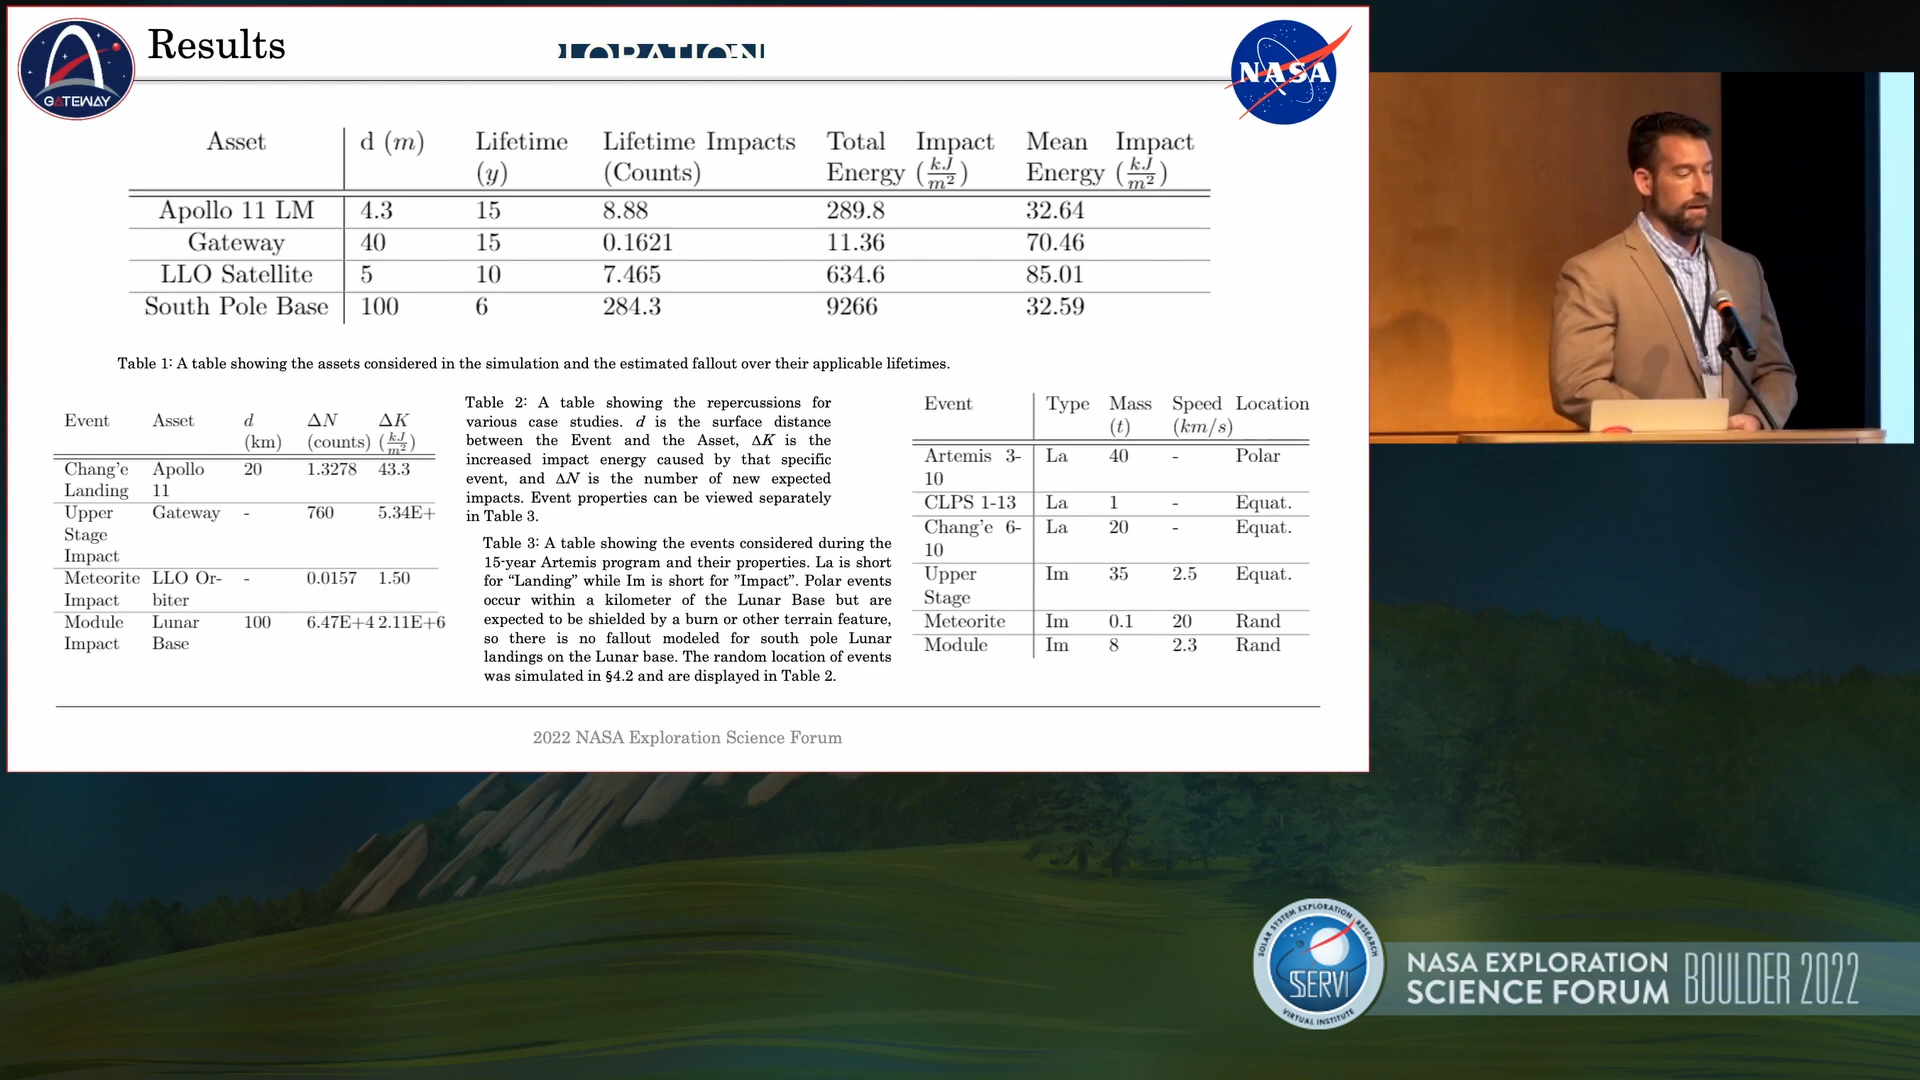 Results
GATEWAY
NASA
Asset d (m) Lifetime (y) Lifetime Impacts (Counts) Total Impact Energy (kJ/m²) Mean Impact Energy (kJ/m²)
Apollo 11 LM 4.3 15 8.88 289.8 32.64
Gateway 40 15 0.1621 11.36 70.46
LLO Satellite 5 10 7.465 634.6 85.01
South Pole Base 100 6 284.3 9266 32.59
Table 1: A table showing the assets considered in the simulation and the estimated fallout over their applicable lifetimes.
Event Asset d ΔN ΔK
(km) (counts) (kJ/m²)
Chang'e Apollo 20 1.3278 43.3
Landing 11
Upper Gateway - 760 5.34E+
Stage
Impact
Meteorite LLO Or- - 0.0157 1.50
Impact biter
Module Lunar 100 6.47E+4 2.11E+6
Impact Base
Table 2: A table showing the repercussions for
various case studies. d is the surface distance
between the Event and the Asset, ΔK is the
increased impact energy caused by that specific
event, and ΔN is the number of new expected
impacts. Event properties can be viewed separately
in Table 3.
Table 3: A table showing the events considered during the
15-year Artemis program and their properties. La is short
for “Landing” while Im is short for ”Impact”. Polar events
occur within a kilometer of the Lunar Base but are
expected to be shielded by a burn or other terrain feature,
so there is no fallout modeled for south pole Lunar
landings on the Lunar base. The random location of events
was simulated in §4.2 and are displayed in Table 2.
Event Type Mass Speed Location
(t) (km/s)
Artemis 3- La 40 - Polar
10
CLPS 1-13 La 1 - Equat.
Chang'e 6- La 20 - Equat.
10
Upper Im 35 2.5 Equat.
Stage
Meteorite Im 0.1 20 Rand
Module Im 8 2.3 Rand
2022 NASA Exploration Science Forum
SOLAR SYSTEM EXPLORATION RESEARCH
SSERVI
VIRTUAL INSTITUTE
NASA EXPLORATION
SCIENCE FORUM
BOULDER 2022